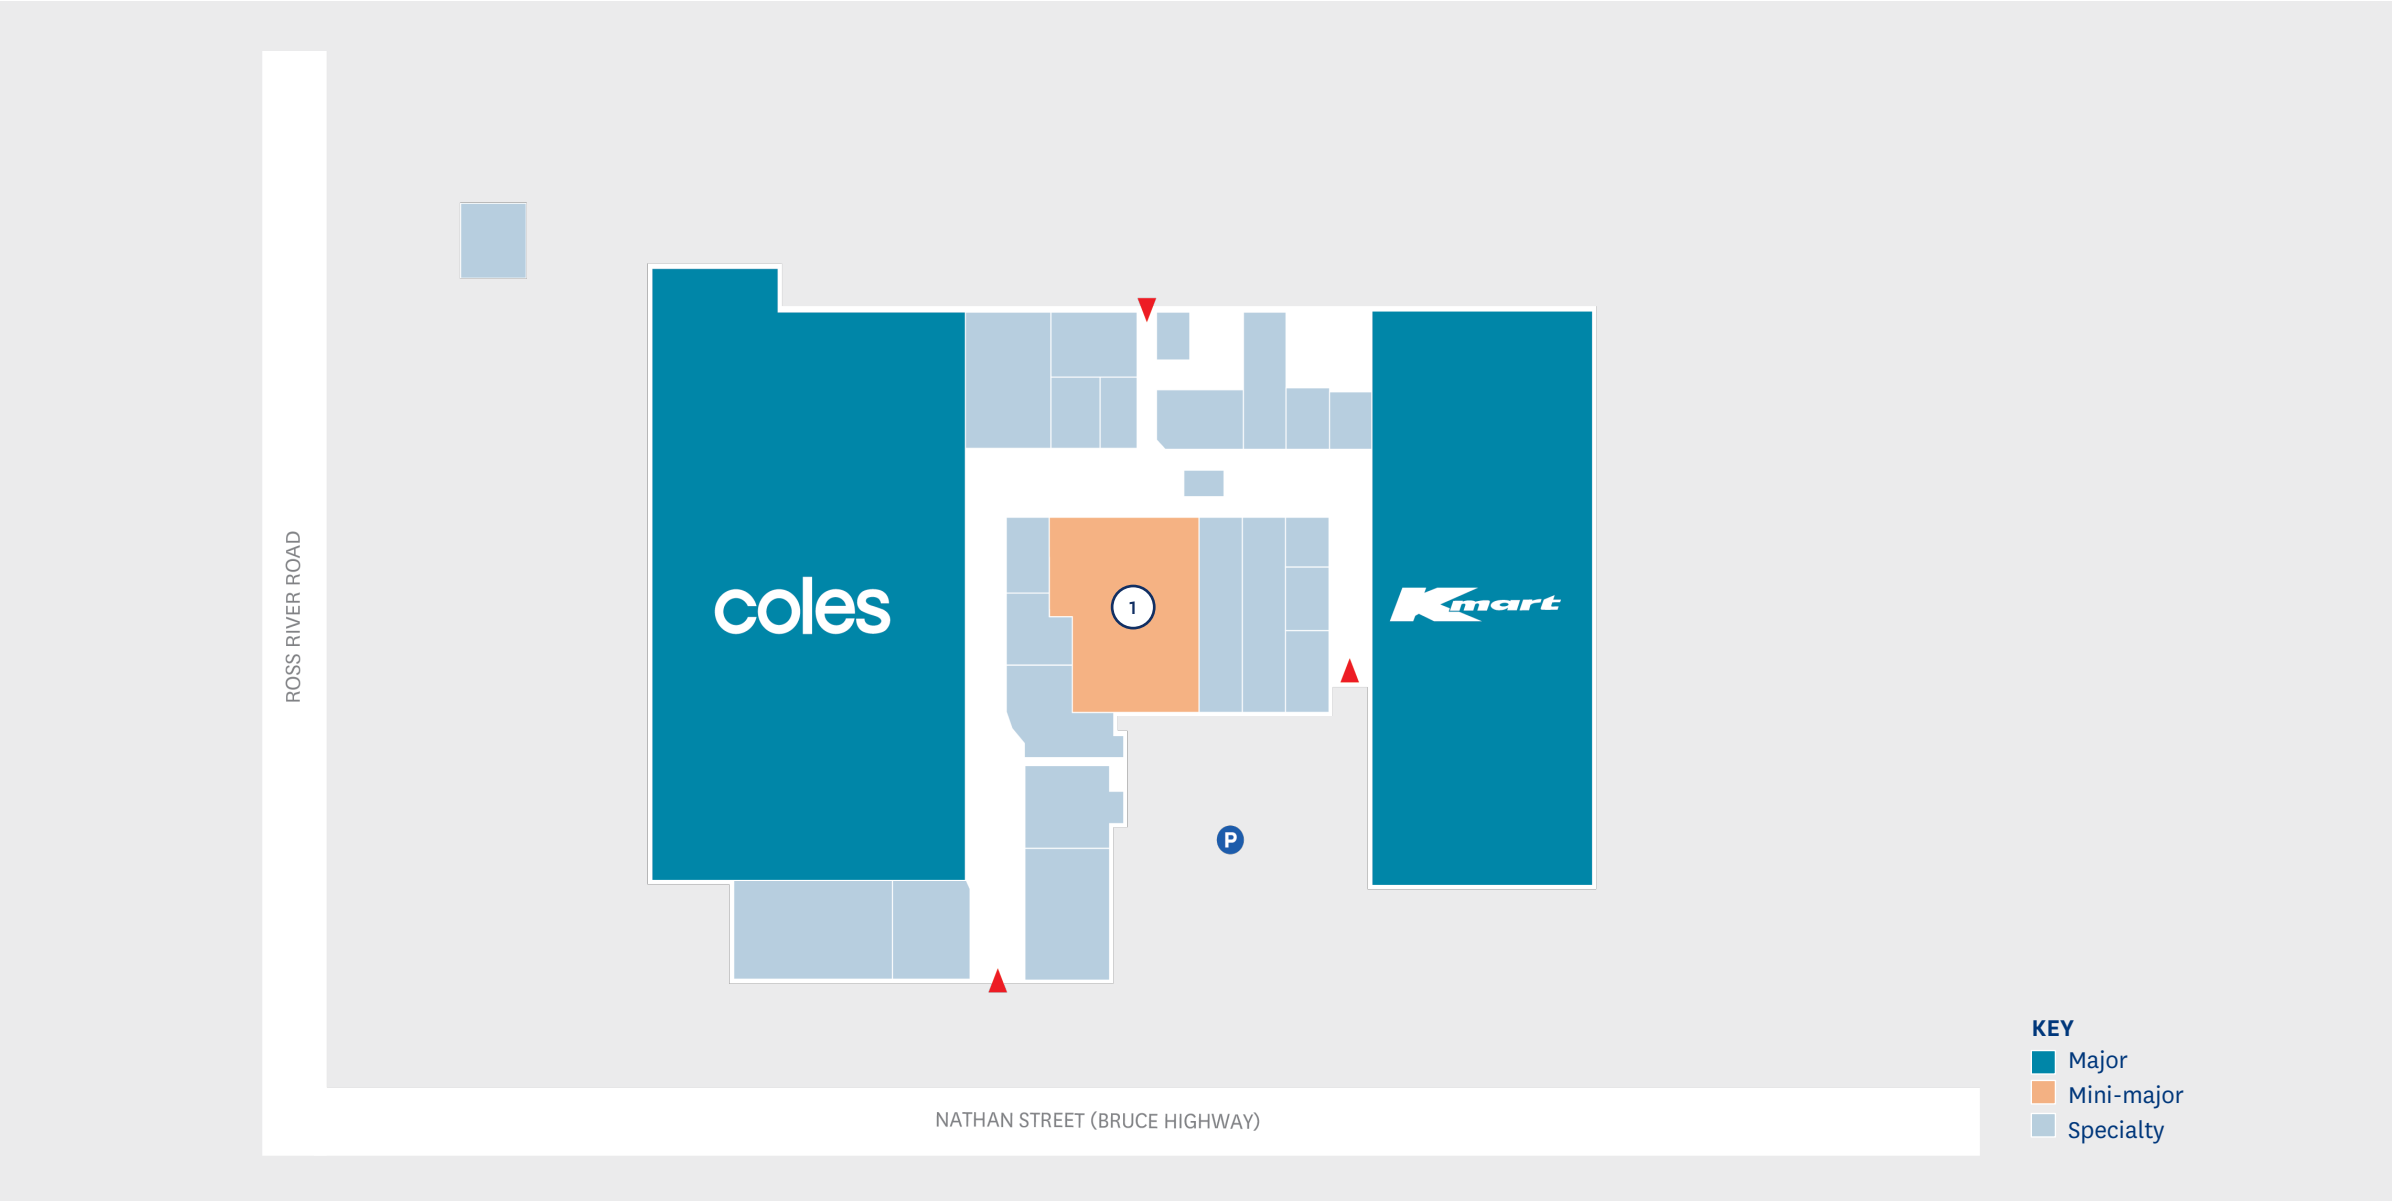 ROSS RIVER ROAD
coles
1
Kmart
P
NATHAN STREET (BRUCE HIGHWAY)
KEY
Major
Mini-major
Specialty